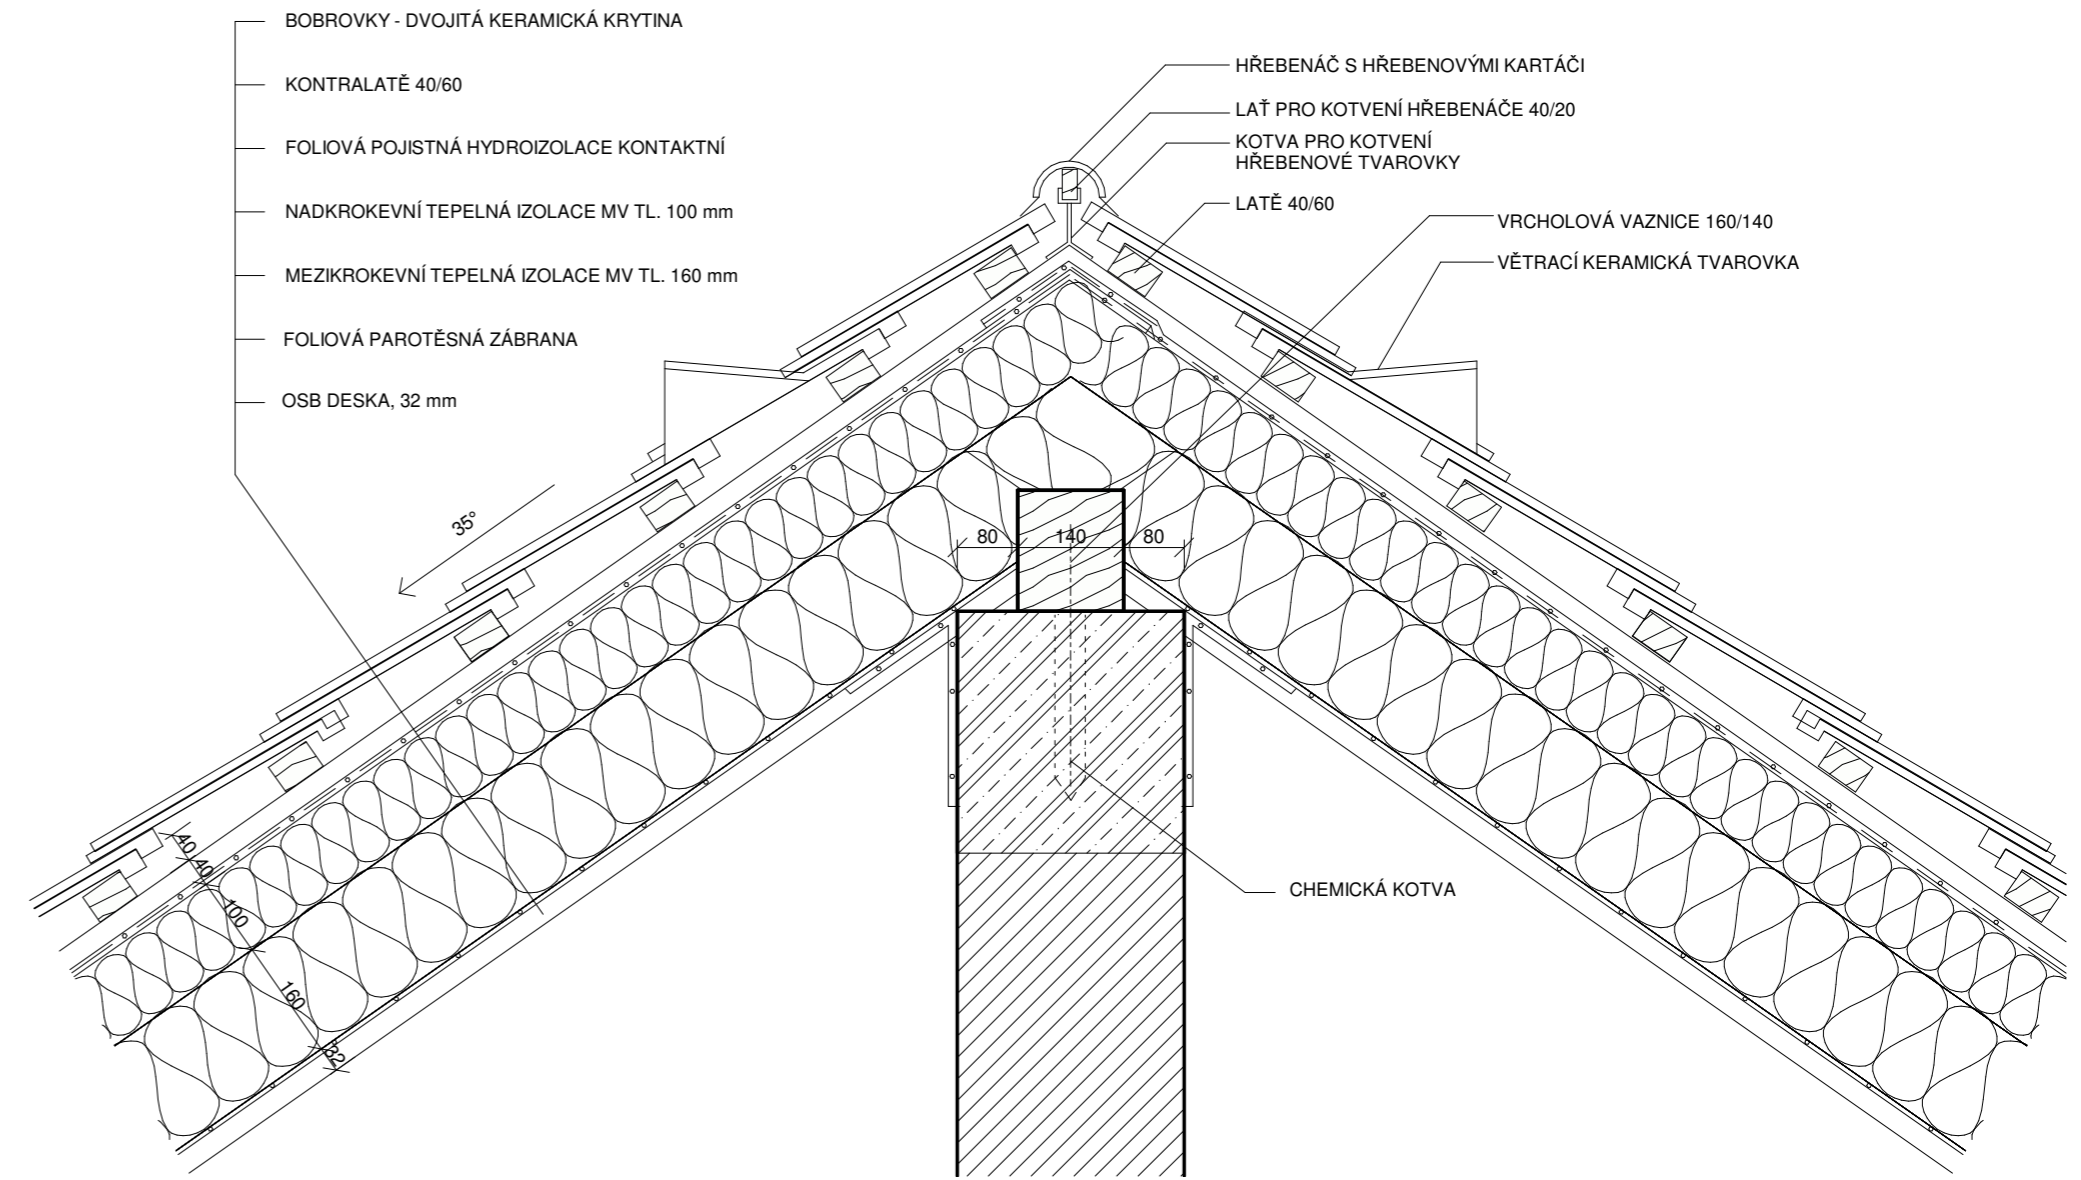 BOBROVKY - DVOJITÁ KERAMICKÁ KRYTINA
KONTRALATĚ 40/60
FOLIOVÁ POJISTNÁ HYDROIZOLACE KONTAKTNÍ
NADKROKEVNÍ TEPELNÁ IZOLACE MV TL. 100 mm
MEZIKROKEVNÍ TEPELNÁ IZOLACE MV TL. 160 mm
FOLIOVÁ PAROTĚSNÁ ZÁBRANA
OSB DESKA, 32 mm
HŘEBENÁČ S HŘEBENOVÝMI KARTÁČI
LAŤ PRO KOTVENÍ HŘEBENÁČE 40/20
KOTVA PRO KOTVENÍ
HŘEBENOVÉ TVAROVKY
LATĚ 40/60
VRCHOLOVÁ VAZNICE 160/140
VĚTRACÍ KERAMICKÁ TVAROVKA
35°
80
140
80
40
40
100
160
32
CHEMICKÁ KOTVA